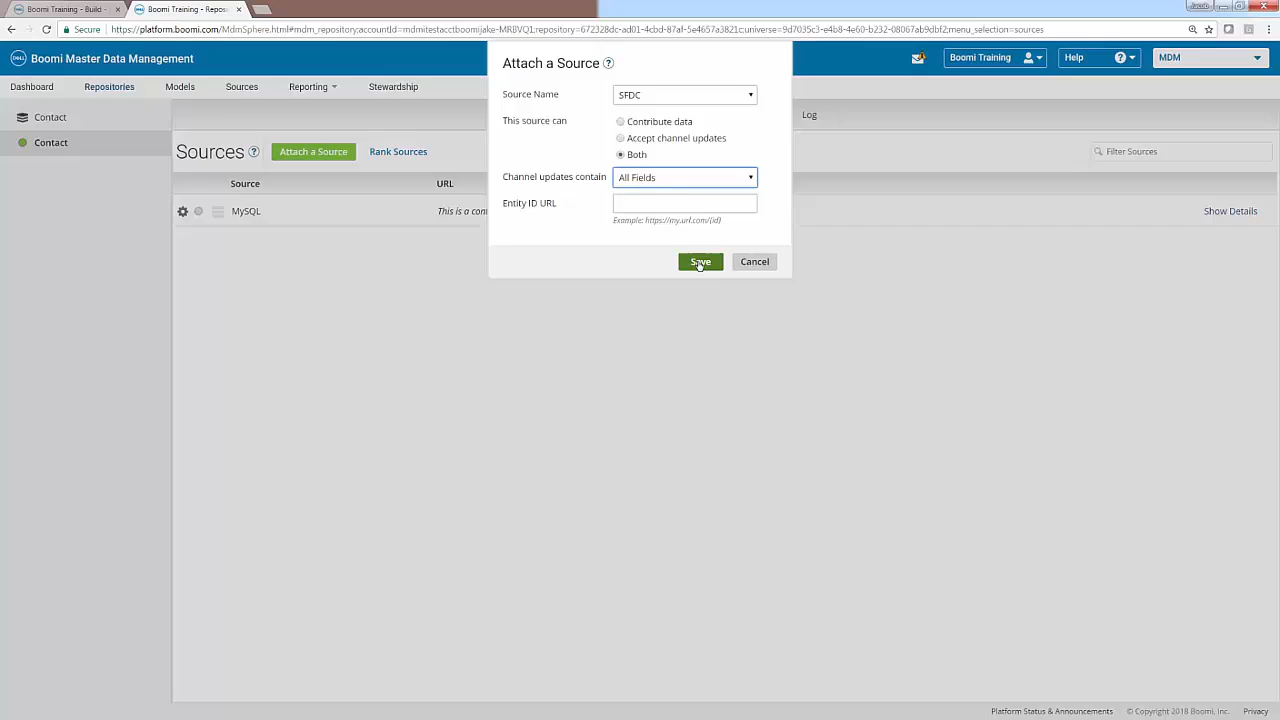 Boomi Training - Build -
Boomi Training - Repos
Secure
https://platform.boomi.com/MdmSphere.html#mdm_repository;accountId=mdmitestacctboomijake-MRBVQ1;repository=672328dc-ad01-4cbd-87af-5e4657a3821c;universe=9d7035c3-e4b8-4e60-b232-08067ab9dbf2;menu_selection=sources
DELL
Boomi Master Data Management
Boomi Training
Help
MDM
Dashboard
Repositories
Models
Sources
Reporting
Stewardship
Contact
Contact
Log
Sources
Attach a Source
Rank Sources
Filter Sources
Source
URL
MySQL
This is a con
Show Details
Attach a Source
Source Name
SFDC
This source can
Contribute data
Accept channel updates
Both
Channel updates contain
All Fields
Entity ID URL
Example: https://my.url.com/{id}
Save
Cancel
Platform Status & Announcements
© Copyright 2018 Boomi, Inc.
Privacy